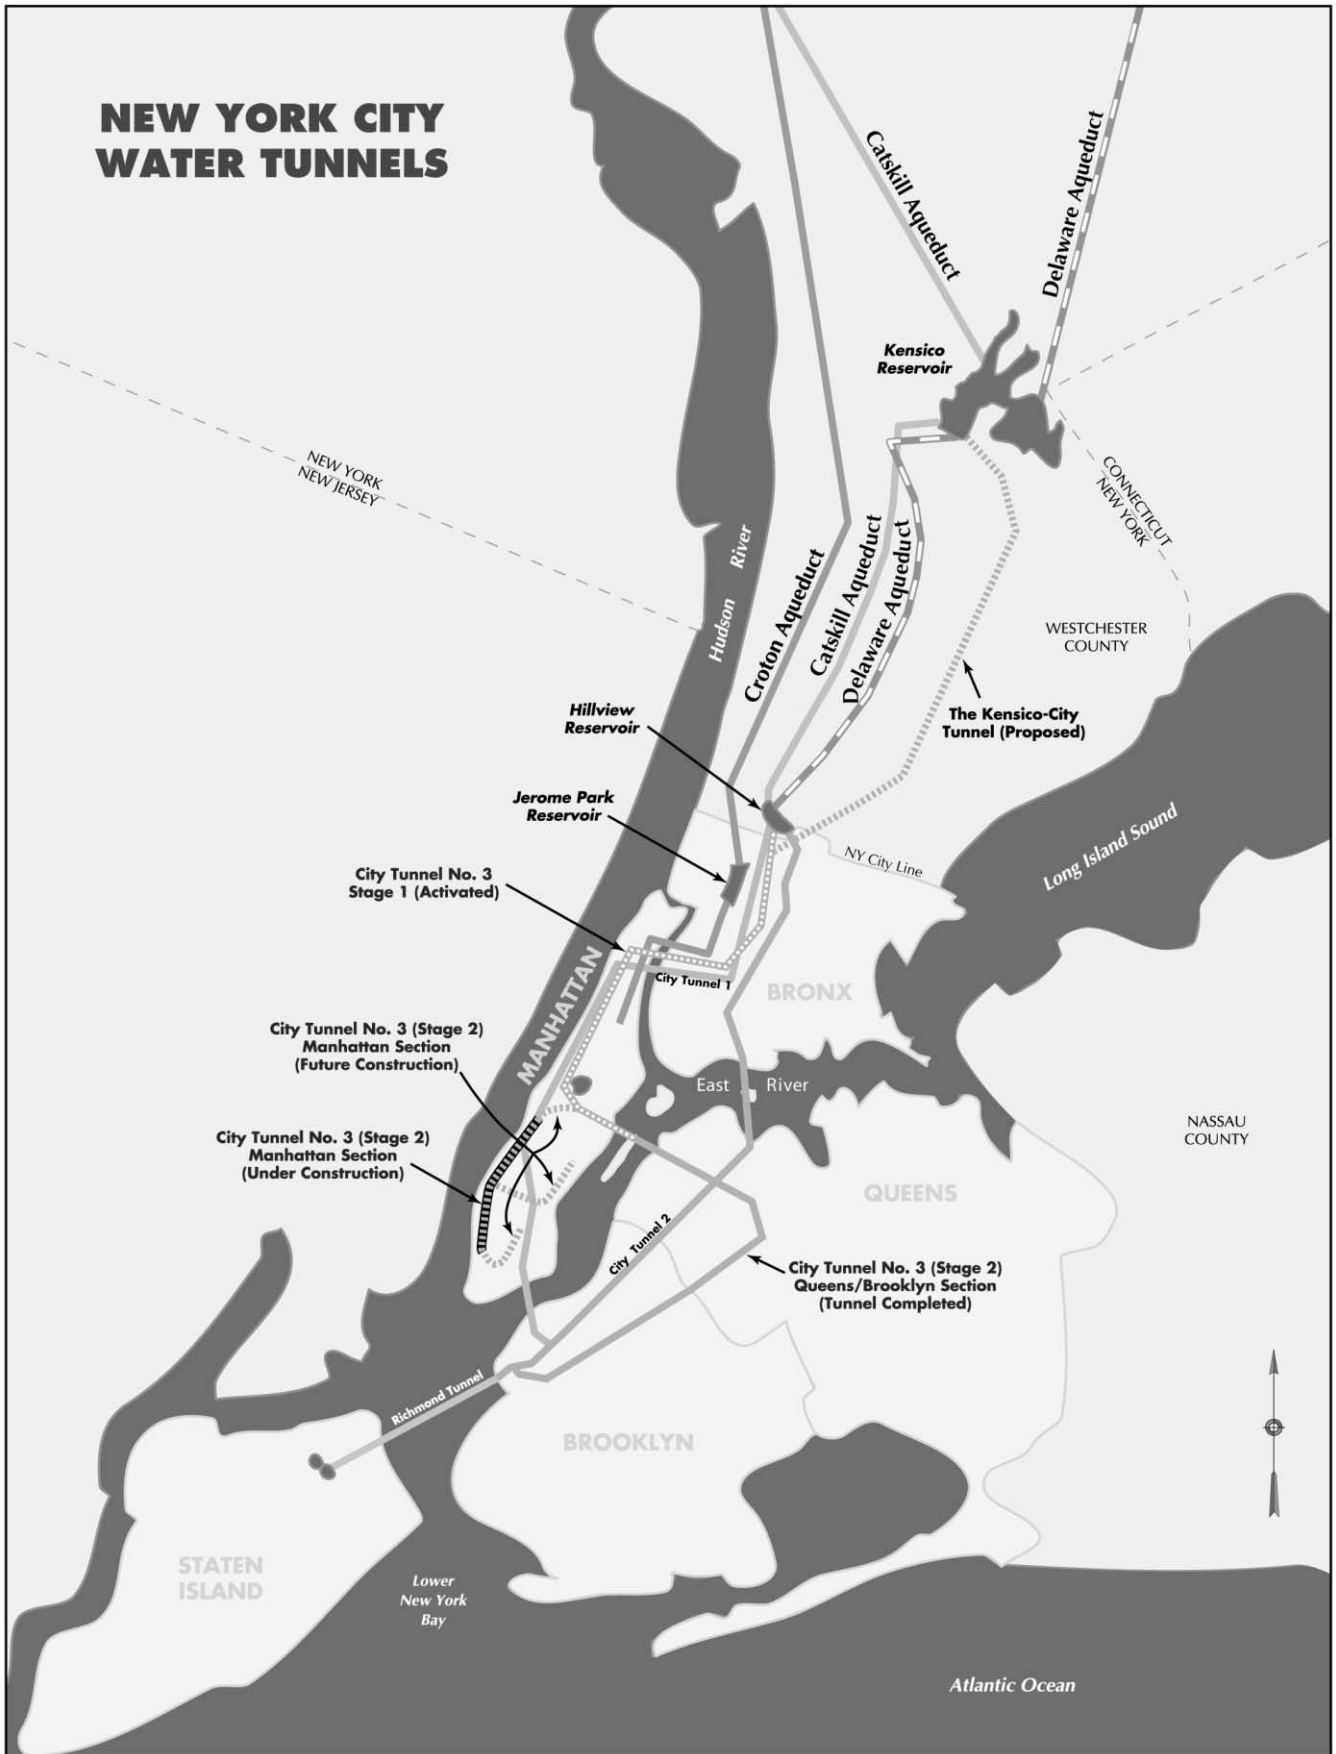 NEW YORK CITY
WATER TUNNELS
Catskill Aqueduct
Delaware Aqueduct
Kensico
Reservoir
NEW YORK
NEW JERSEY
CONNECTICUT
NEW YORK
Hudson River
Croton Aqueduct
Catskill Aqueduct
Delaware Aqueduct
WESTCHESTER
COUNTY
The Kensico-City
Tunnel (Proposed)
Hillview
Reservoir
Jerome Park
Reservoir
NY City Line
Long Island Sound
City Tunnel No. 3
Stage 1 (Activated)
MANHATTAN
City Tunnel 1
BRONX
City Tunnel No. 3 (Stage 2)
Manhattan Section
(Future Construction)
East River
City Tunnel No. 3 (Stage 2)
Manhattan Section
(Under Construction)
NASSAU
COUNTY
QUEENS
City Tunnel 2
City Tunnel No. 3 (Stage 2)
Queens/Brooklyn Section
(Tunnel Completed)
Richmond Tunnel
BROOKLYN
STATEN
ISLAND
Lower
New York
Bay
Atlantic Ocean